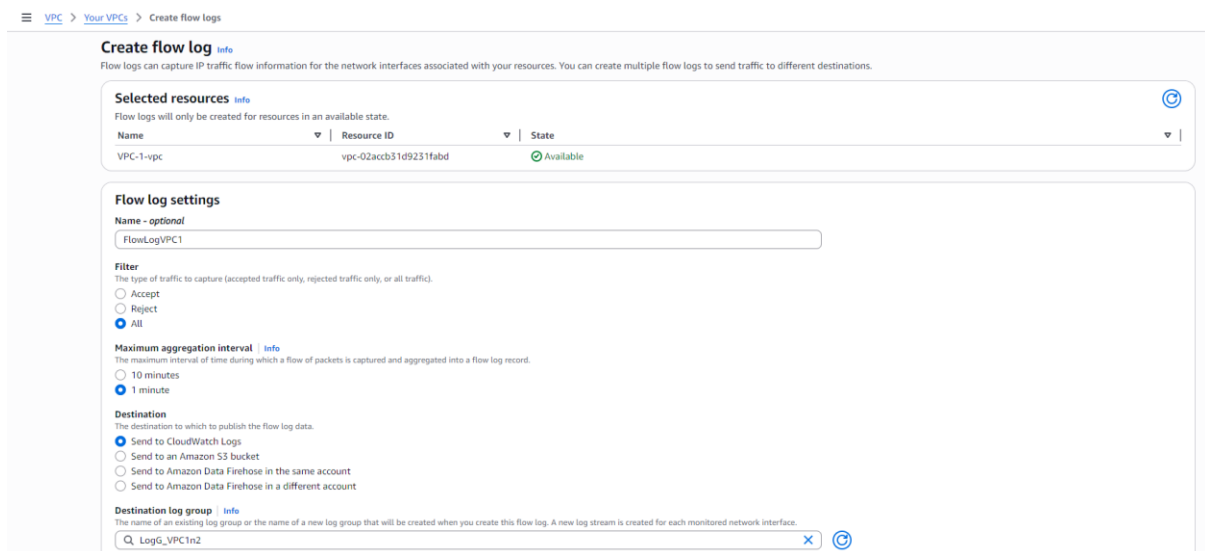 VPC > Your VPCs > Create flow logs
Create flow log Info
Flow logs can capture IP traffic flow information for the network interfaces associated with your resources. You can create multiple flow logs to send traffic to different destinations.
Selected resources Info
Flow logs will only be created for resources in an available state.
Name Resource ID State
VPC-1-vpc vpc-02accb31d9231fabd Available
Flow log settings
Name - optional
FlowLogVPC1
Filter
The type of traffic to capture (accepted traffic only, rejected traffic only, or all traffic).
Accept
Reject
All
Maximum aggregation interval Info
The maximum interval of time during which a flow of packets is captured and aggregated into a flow log record.
10 minutes
1 minute
Destination
The destination to which to publish the flow log data.
Send to CloudWatch Logs
Send to an Amazon S3 bucket
Send to Amazon Data Firehose in the same account
Send to Amazon Data Firehose in a different account
Destination log group Info
The name of an existing log group or the name of a new log group that will be created when you create this flow log. A new log stream is created for each monitored network interface.
LogG_VPC1n2